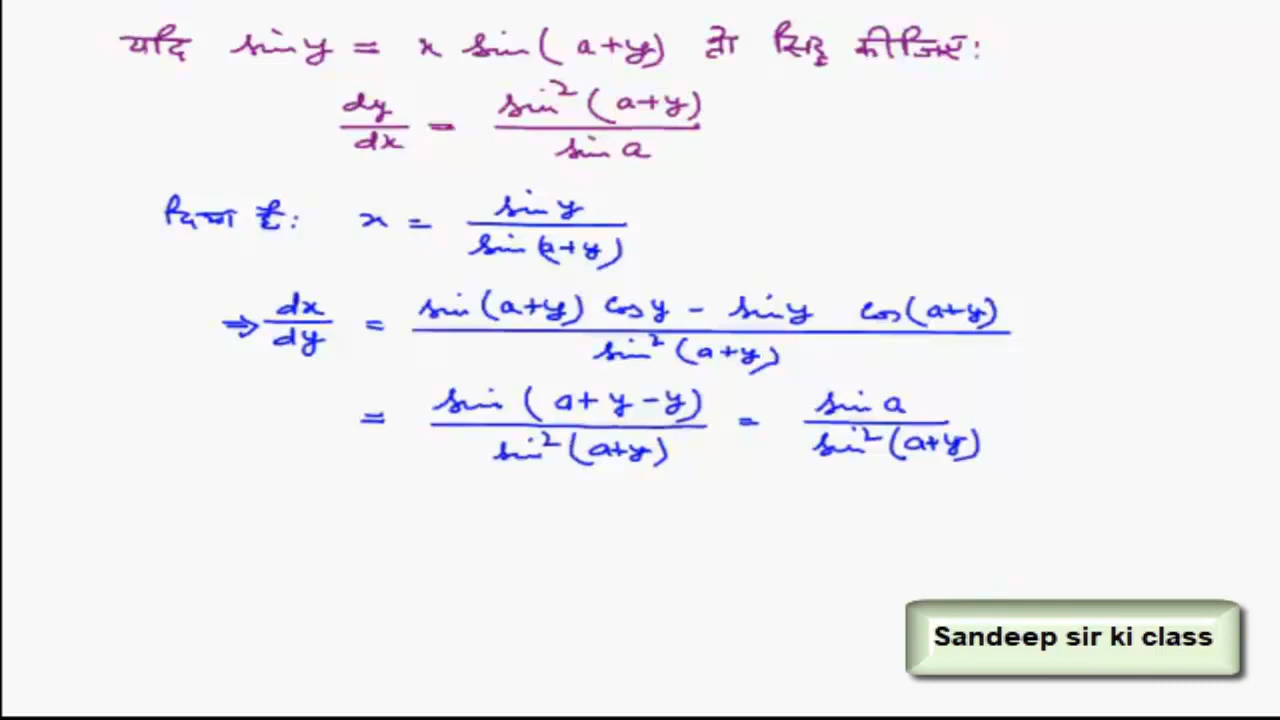 यदि sin y = x sin(a+y) तो सिद्ध कीजिए:
dy/dx = sin²(a+y)/sin a
दिया है: x = sin y/sin(a+y)
⇒ dx/dy = sin(a+y) cos y - sin y cos(a+y)/sin²(a+y)
= sin(a+y-y)/sin²(a+y) = sin a/sin²(a+y)
Sandeep sir ki class